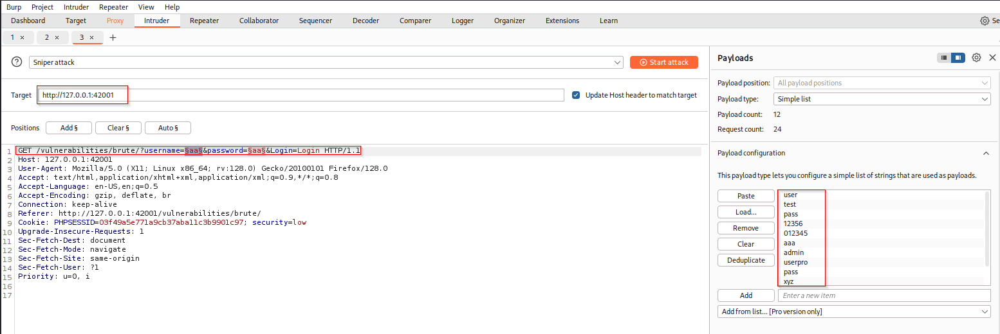 Burp Project Intruder Repeater View Help
Dashboard Target Proxy Intruder Repeater Collaborator Sequencer Decoder Comparer Logger Organizer Extensions Learn Se
1 × 2 × 3 × +
Sniper attack Start attack
Target http://127.0.0.1:42001 Update Host header to match target
Positions Add § Clear § Auto §
1 GET /vulnerabilities/brute/?username=§aa§&password=§aa§&Login=Login HTTP/1.1
2 Host: 127.0.0.1:42001
3 User-Agent: Mozilla/5.0 (X11; Linux x86_64; rv:128.0) Gecko/20100101 Firefox/128.0
4 Accept: text/html,application/xhtml+xml,application/xml;q=0.9,*/*;q=0.8
5 Accept-Language: en-US,en;q=0.5
6 Accept-Encoding: gzip, deflate, br
7 Connection: keep-alive
8 Referer: http://127.0.0.1:42001/vulnerabilities/brute/
9 Cookie: PHPSESSID=03f49a5e771a9cb37aba11c3b9901c97; security=low
10 Upgrade-Insecure-Requests: 1
11 Sec-Fetch-Dest: document
12 Sec-Fetch-Mode: navigate
13 Sec-Fetch-Site: same-origin
14 Sec-Fetch-User: ?1
15 Priority: u=0, i
16
17
Payloads
Payload position: All payload positions
Payload type: Simple list
Payload count: 12
Request count: 24
Payload configuration
This payload type lets you configure a simple list of strings that are used as payloads.
Paste
Load...
Remove
Clear
Deduplicate
user
test
pass
12356
012345
aaa
admin
userpro
pass
xyz
Add Enter a new item
Add from list... [Pro version only]